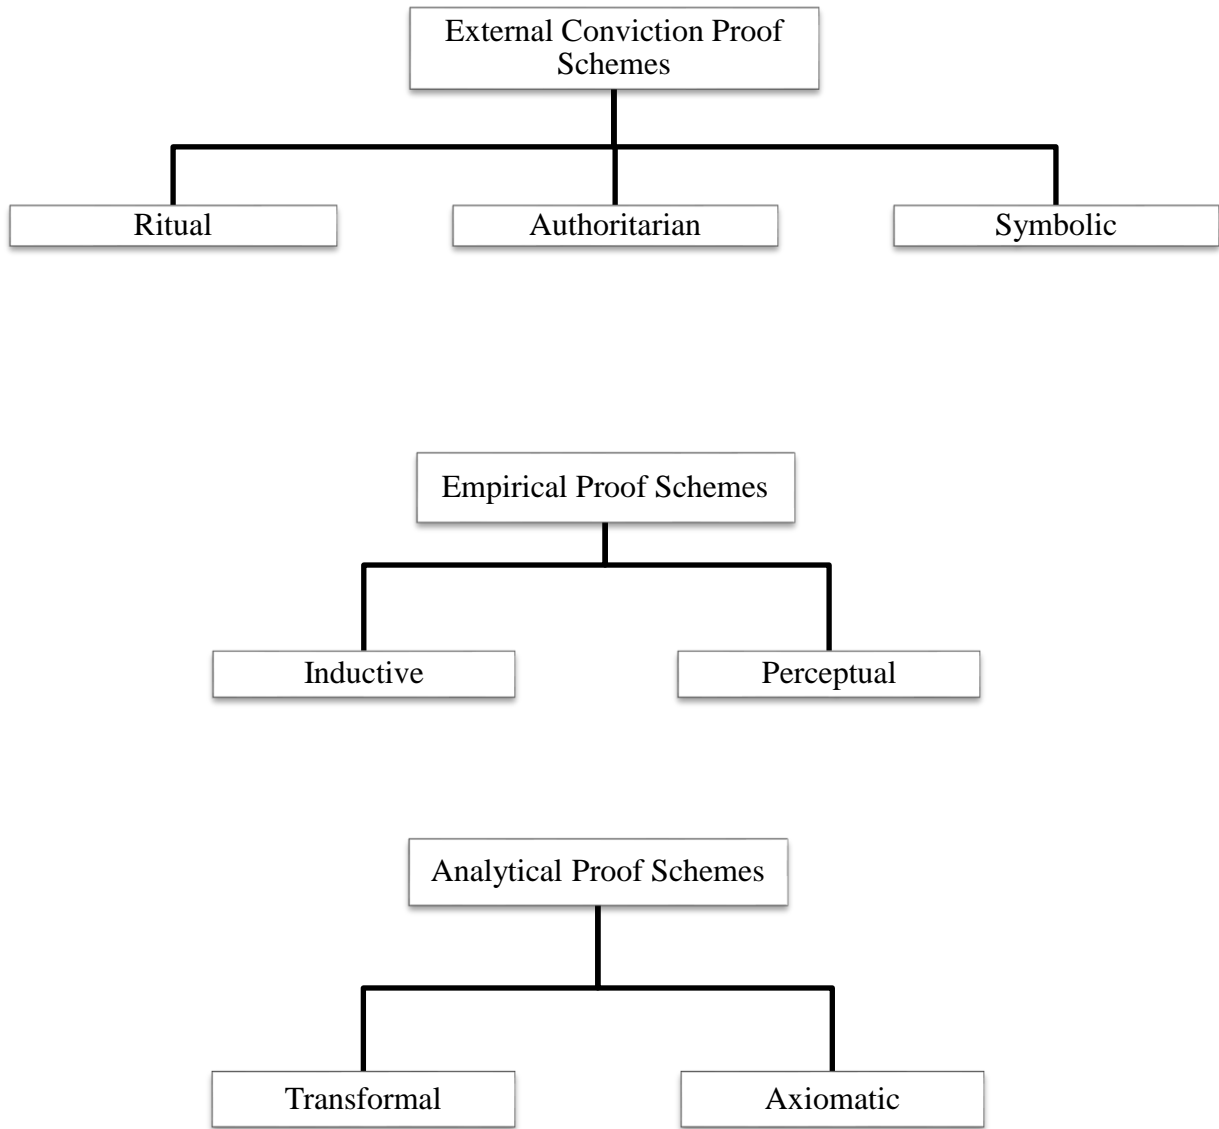 External Conviction Proof
Schemes
Ritual
Authoritarian
Symbolic
Empirical Proof Schemes
Inductive
Perceptual
Analytical Proof Schemes
Transformal
Axiomatic